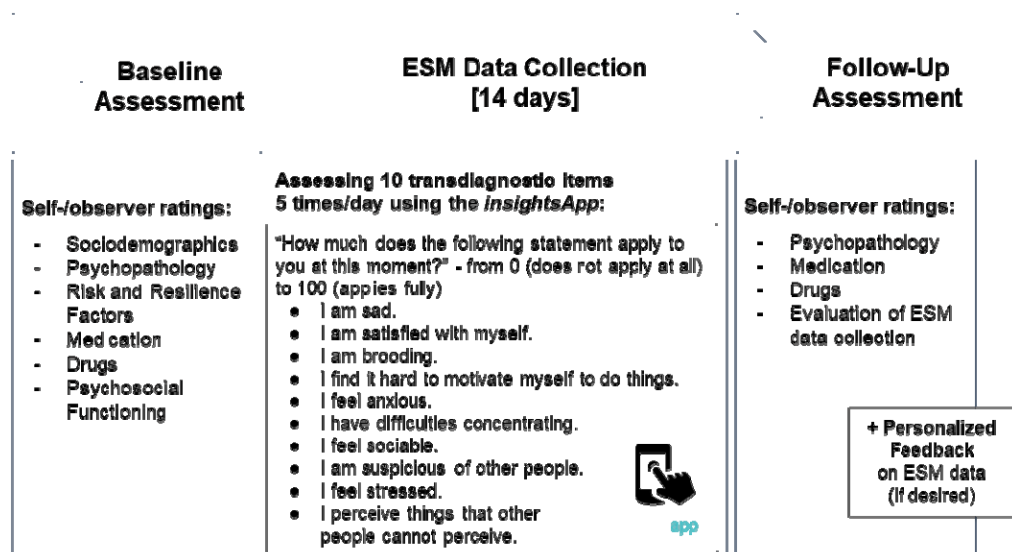 Baseline
Assessment
ESM Data Collection
[14 days]
Follow-Up
Assessment
Self-/observer ratings:
- Sociodemographics
- Psychopathology
- Risk and Resilience
Factors
- Med cation
- Drugs
- Psychosocial
Functioning
Assessing 10 transdiagnostic items
5 times/day using the insightsApp:
"How much does the following statement apply to
you at this moment?" - from 0 (does not apply at all)
to 100 (appies fully)
● I am sad.
● I am satisfied with myself.
● I am brooding.
● I find it hard to motivate myself to do things.
● I feel anxious.
● I have difficulties concentrating.
● I feel sociable.
● I am suspicious of other people.
● I feel stressed.
● I perceive things that other
people cannot perceive.
app
Self-/observer ratings:
- Psychopathology
- Medication
- Drugs
- Evaluation of ESM
data collection
+ Personalized
Feedback
on ESM data
(if desired)